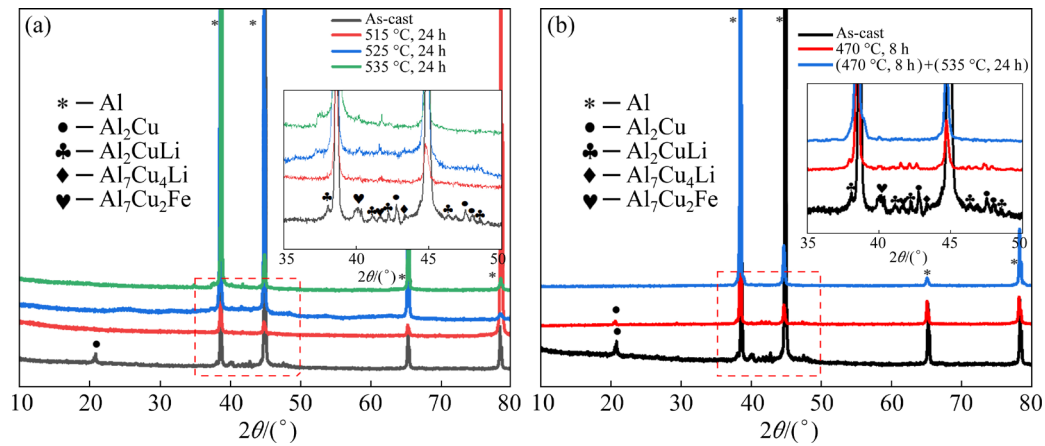 (a)
As-cast
515 °C, 24 h
525 °C, 24 h
535 °C, 24 h
* — Al
● — Al2Cu
♣ — Al2CuLi
♦ — Al7Cu4Li
♥ — Al7Cu2Fe
35 40 45 50
2θ/(°)
10 20 30 40 50 60 70 80
2θ/(°)
(b)
As-cast
470 °C, 8 h
(470 °C, 8 h)+(535 °C, 24 h)
* — Al
● — Al2Cu
♣ — Al2CuLi
♦ — Al7Cu4Li
♥ — Al7Cu2Fe
35 40 45 50
2θ/(°)
10 20 30 40 50 60 70 80
2θ/(°)